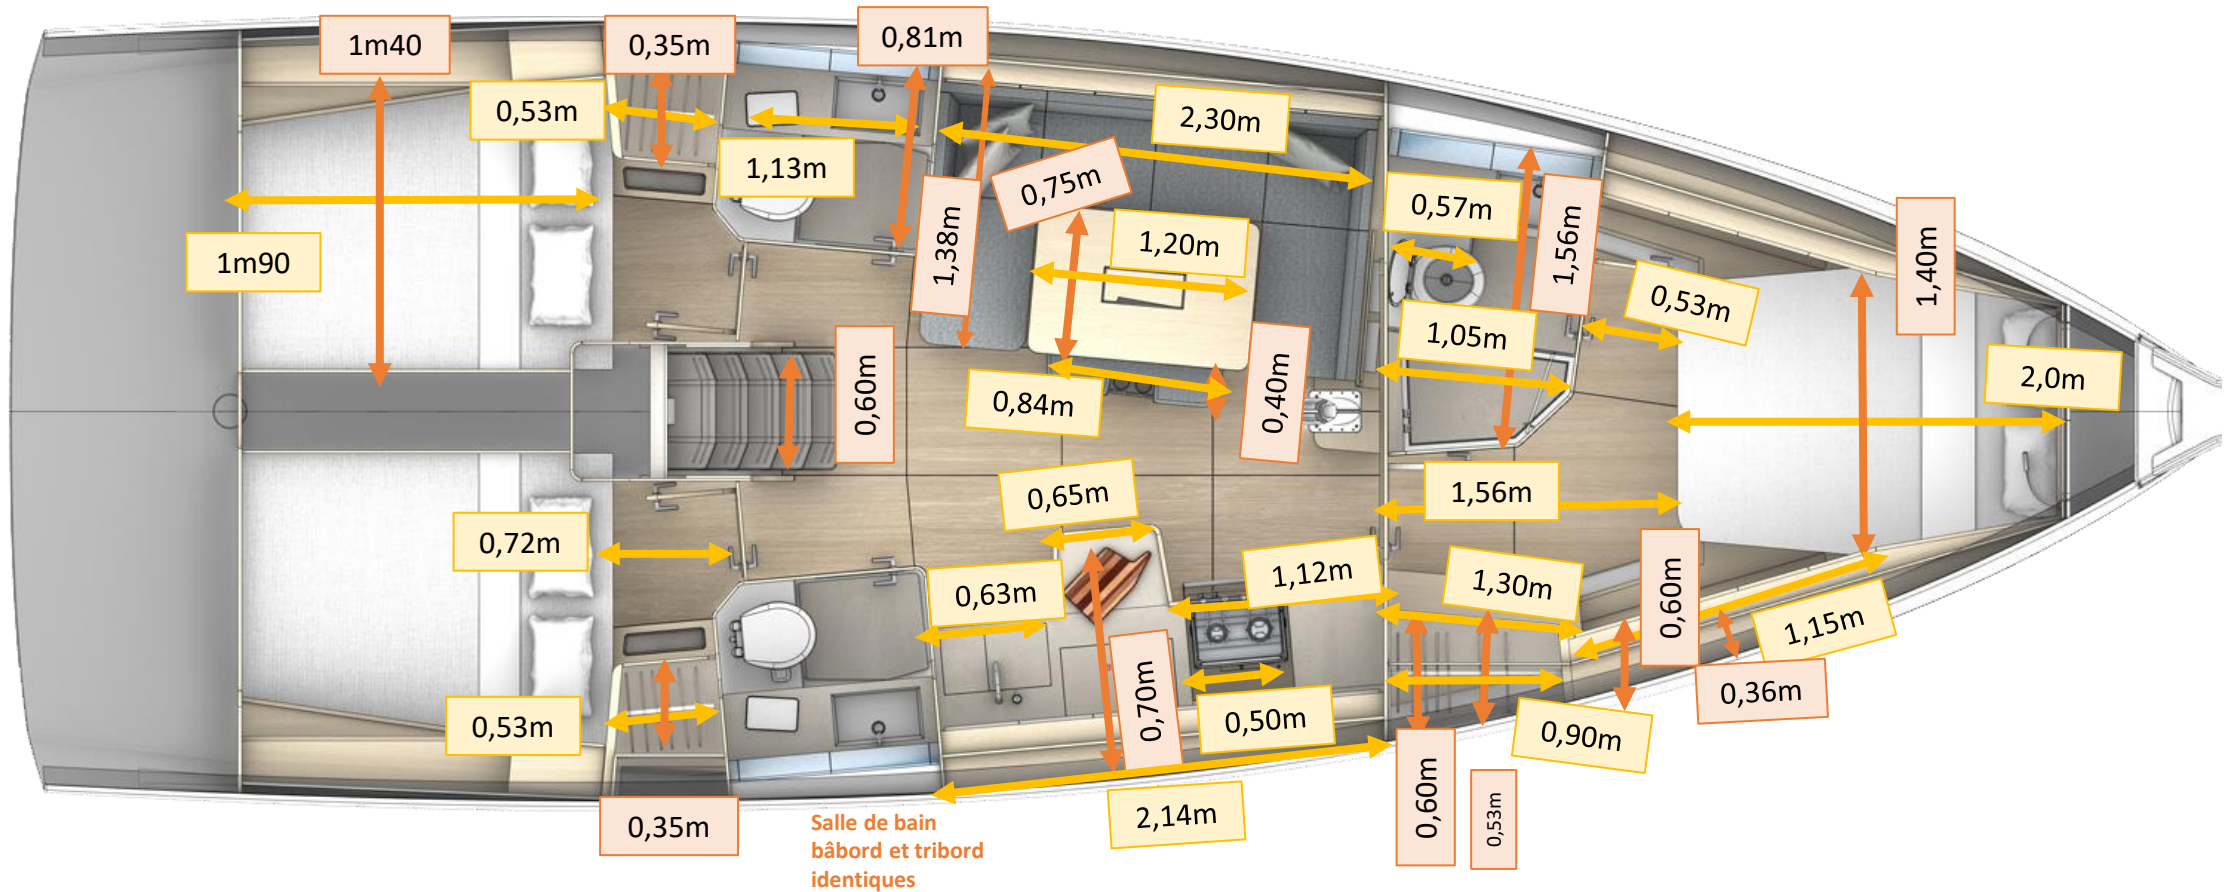 1m40
0,35m
0,81m
0,53m
2,30m
1,13m
0,75m
0,57m
1,38m
1,20m
1,56m
1,40m
1m90
0,53m
1,05m
0,60m
0,84m
0,40m
2,0m
0,65m
1,56m
0,72m
0,63m
1,12m
1,30m
0,60m
1,15m
0,53m
0,70m
0,50m
0,90m
0,36m
0,35m
2,14m
0,60m
0,53m
Salle de bain
bâbord et tribord
identiques